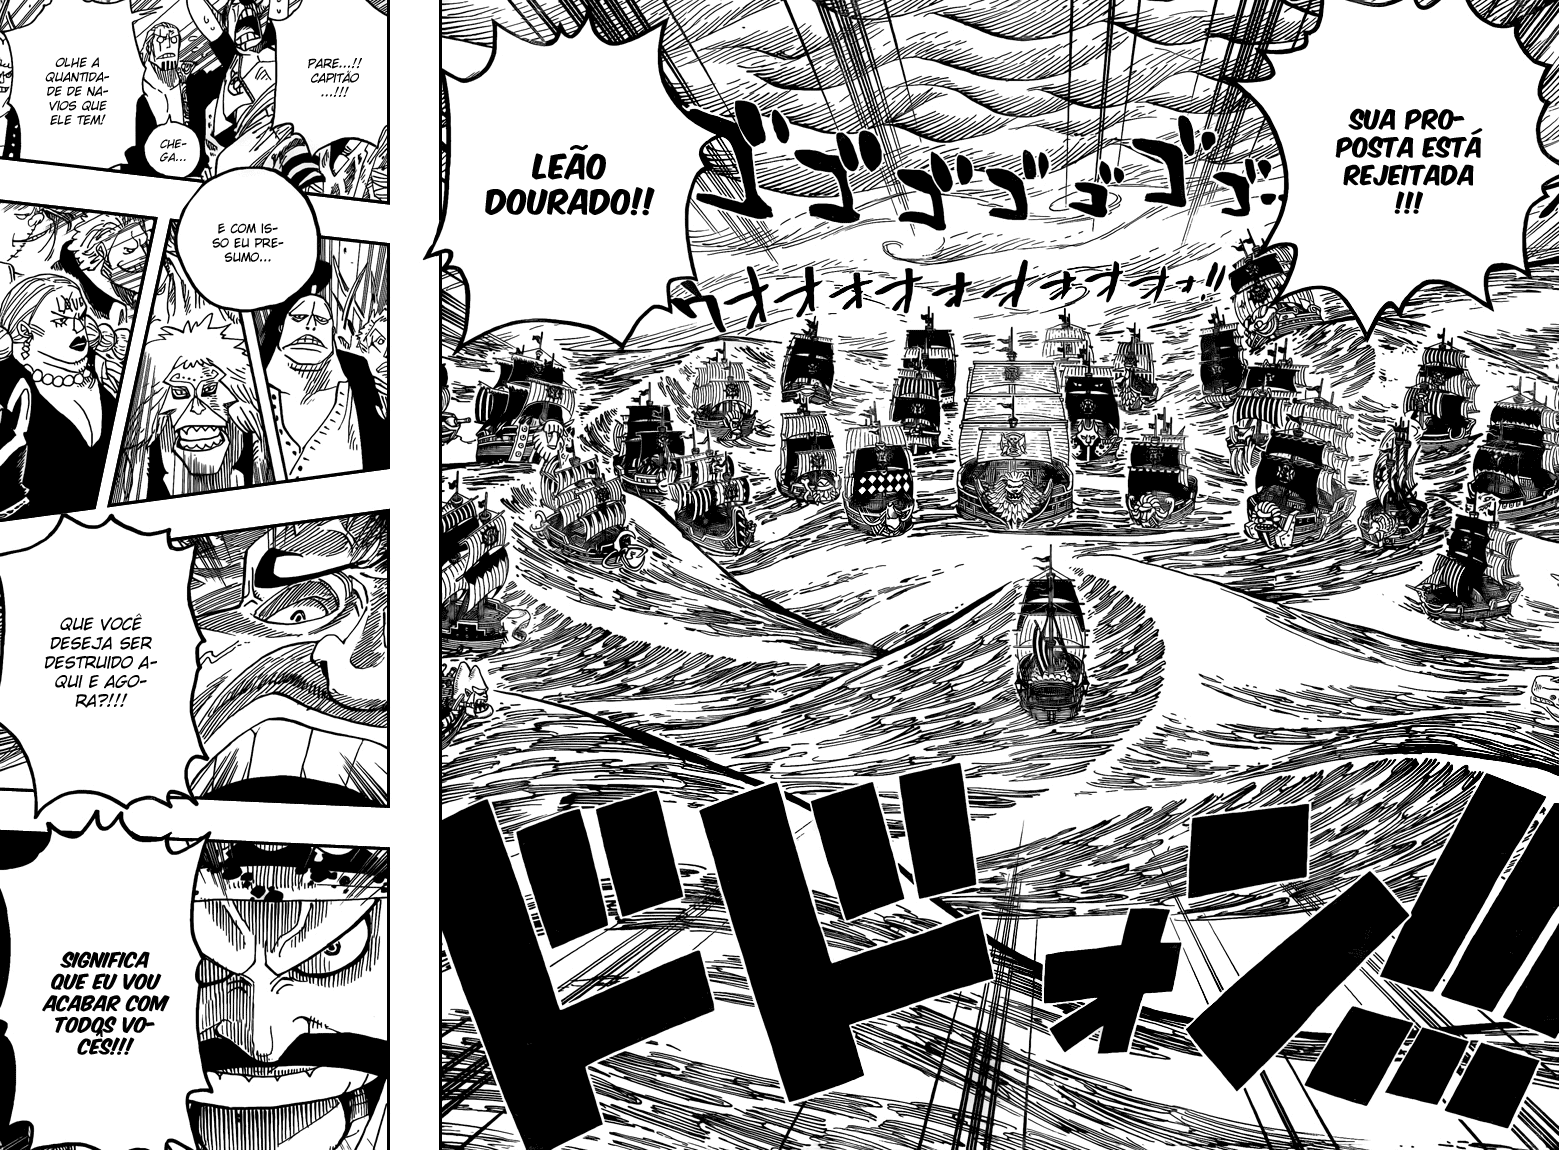 SUA PRO-
POSTA ESTÁ
REJEITADA
!!!
LEÃO
DOURADO!!
ゴゴゴゴゴゴゴ
ウオオオオオオオオオオ!!
ドドォン!!!
PARE...!!
CAPITÃO
...!!!
OLHE A
QUANTIDA-
DE DE NA-
VIOS QUE
ELE TEM!
CHE-
GA...
E COM IS-
SO EU PRE-
SUMO...
QUE VOCÊ
DESEJA SER
DESTRUIDO A-
QUI E AGO-
RA?!!!
SIGNIFICA
QUE EU VOU
ACABAR COM
TODOS VO-
CÊS!!!